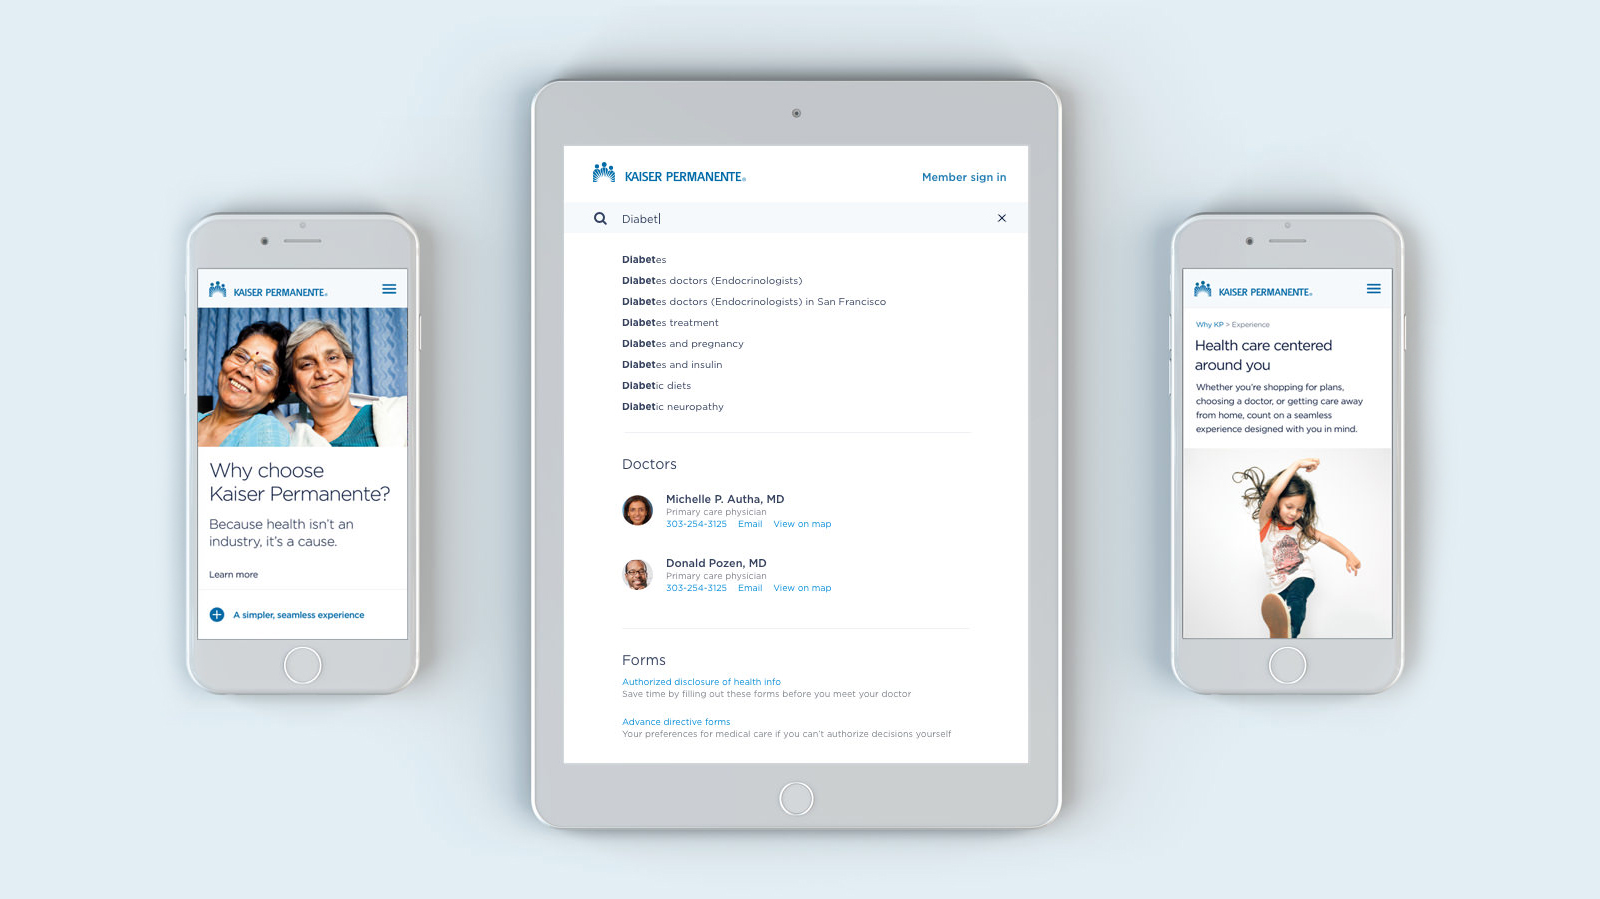 KAISER PERMANENTE®
Why choose
Kaiser Permanente?
Because health isn't an
industry, it's a cause.
Learn more
A simpler, seamless experience
KAISER PERMANENTE®
Member sign in
Diabet
Diabetes
Diabetes doctors (Endocrinologists)
Diabetes doctors (Endocrinologists) in San Francisco
Diabetes treatment
Diabetes and pregnancy
Diabetes and insulin
Diabetic diets
Diabetic neuropathy
Doctors
Michelle P. Autha, MD
Primary care physician
303-254-3125 Email View on map
Donald Pozen, MD
Primary care physician
303-254-3125 Email View on map
Forms
Authorized disclosure of health info
Save time by filling out these forms before you meet your doctor
Advance directive forms
Your preferences for medical care if you can't authorize decisions yourself
KAISER PERMANENTE®
Why KP > Experience
Health care centered
around you
Whether you're shopping for plans,
choosing a doctor, or getting care away
from home, count on a seamless
experience designed with you in mind.